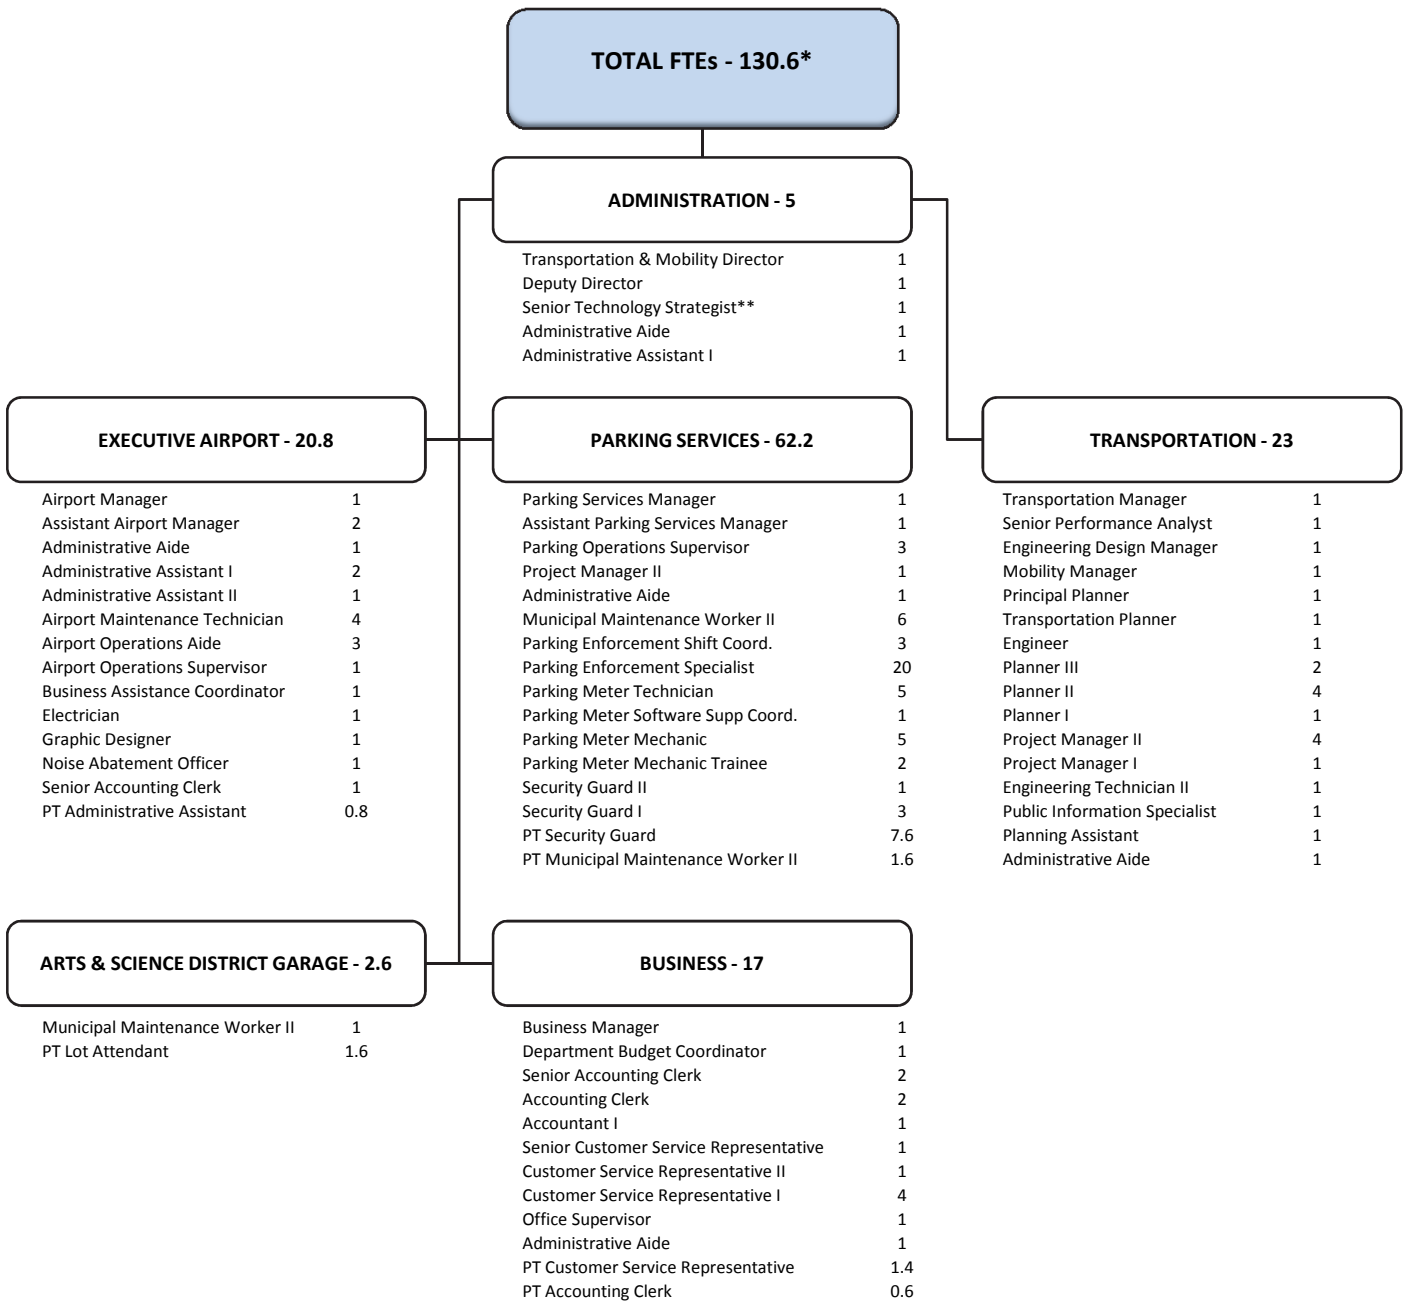 TOTAL FTEs - 130.6*
ADMINISTRATION - 5
Transportation & Mobility Director 1
Deputy Director 1
Senior Technology Strategist** 1
Administrative Aide 1
Administrative Assistant I 1
EXECUTIVE AIRPORT - 20.8
Airport Manager 1
Assistant Airport Manager 2
Administrative Aide 1
Administrative Assistant I 2
Administrative Assistant II 1
Airport Maintenance Technician 4
Airport Operations Aide 3
Airport Operations Supervisor 1
Business Assistance Coordinator 1
Electrician 1
Graphic Designer 1
Noise Abatement Officer 1
Senior Accounting Clerk 1
PT Administrative Assistant 0.8
PARKING SERVICES - 62.2
Parking Services Manager 1
Assistant Parking Services Manager 1
Parking Operations Supervisor 3
Project Manager II 1
Administrative Aide 1
Municipal Maintenance Worker II 6
Parking Enforcement Shift Coord. 3
Parking Enforcement Specialist 20
Parking Meter Technician 5
Parking Meter Software Supp Coord. 1
Parking Meter Mechanic 5
Parking Meter Mechanic Trainee 2
Security Guard II 1
Security Guard I 3
PT Security Guard 7.6
PT Municipal Maintenance Worker II 1.6
TRANSPORTATION - 23
Transportation Manager 1
Senior Performance Analyst 1
Engineering Design Manager 1
Mobility Manager 1
Principal Planner 1
Transportation Planner 1
Engineer 1
Planner III 2
Planner II 4
Planner I 1
Project Manager II 4
Project Manager I 1
Engineering Technician II 1
Public Information Specialist 1
Planning Assistant 1
Administrative Aide 1
ARTS & SCIENCE DISTRICT GARAGE - 2.6
Municipal Maintenance Worker II 1
PT Lot Attendant 1.6
BUSINESS - 17
Business Manager 1
Department Budget Coordinator 1
Senior Accounting Clerk 2
Accounting Clerk 2
Accountant I 1
Senior Customer Service Representative 1
Customer Service Representative II 1
Customer Service Representative I 4
Office Supervisor 1
Administrative Aide 1
PT Customer Service Representative 1.4
PT Accounting Clerk 0.6